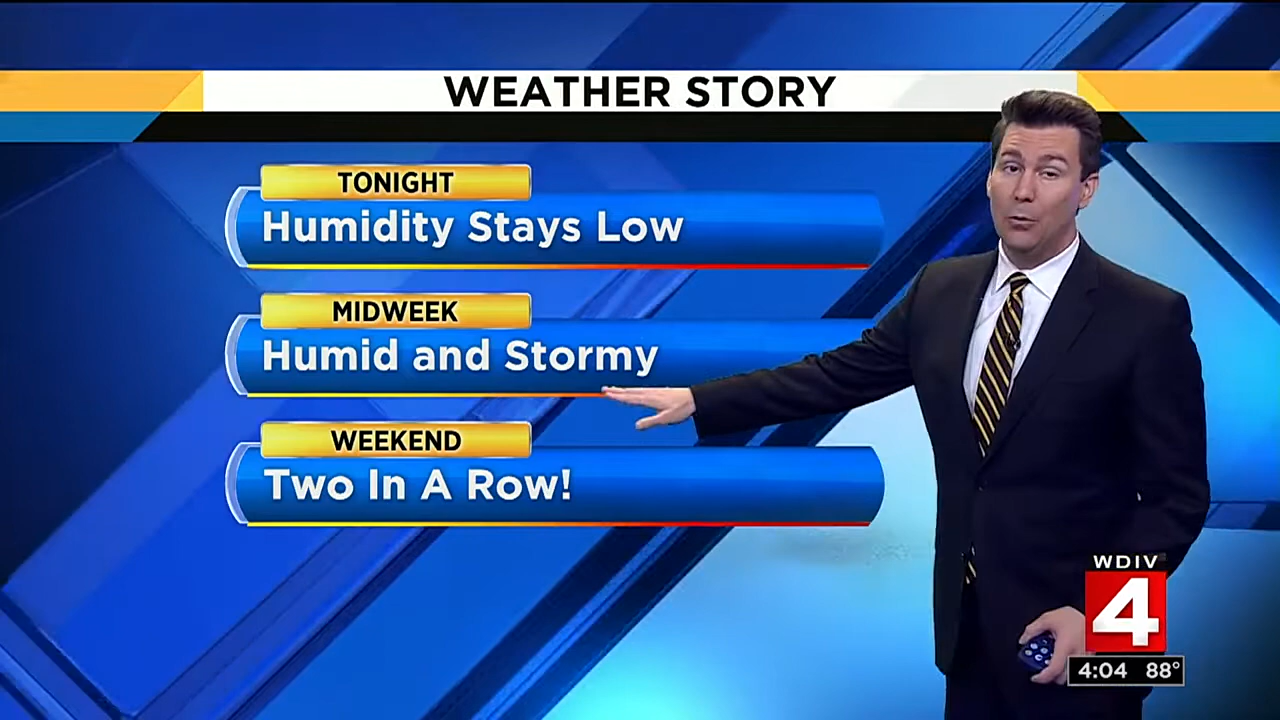 WEATHER STORY
TONIGHT
Humidity Stays Low
MIDWEEK
Humid and Stormy
WEEKEND
Two In A Row!
WDIV
4
4:04 88°